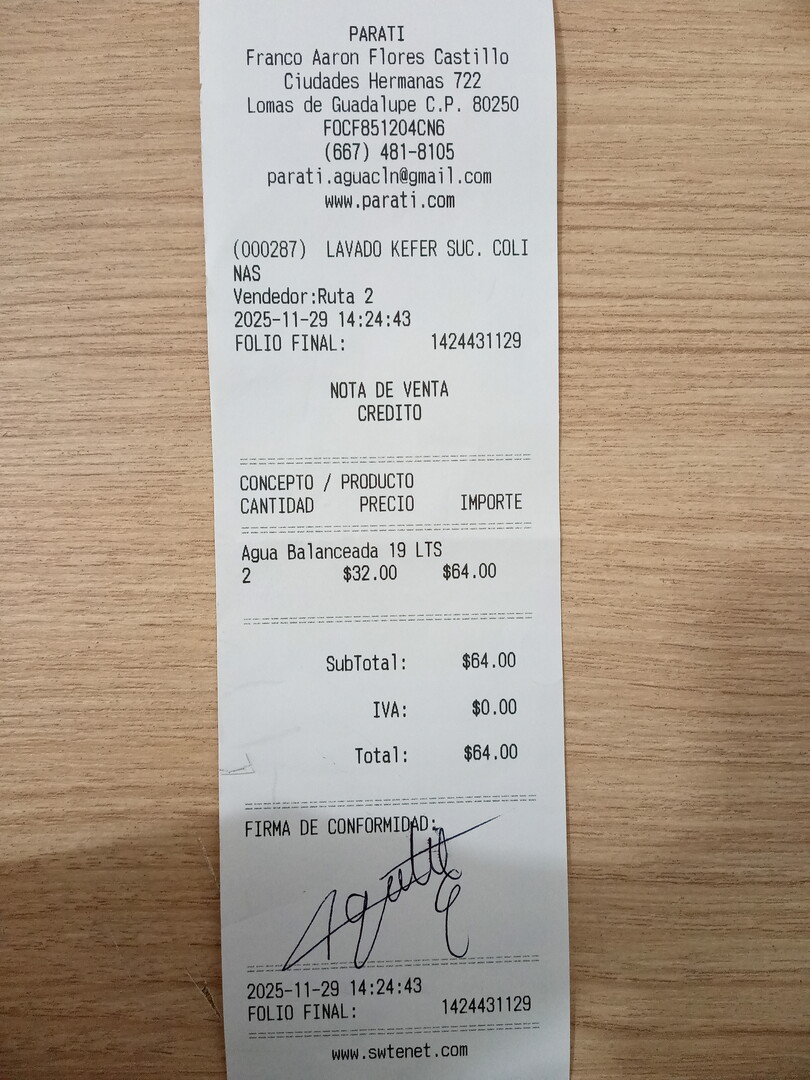 PARATI
Franco Aaron Flores Castillo
Ciudades Hermanas 722
Lomas de Guadalupe C.P. 80250
FOCF851204CN6
(667) 481-8105
parati.aguacln@gmail.com
www.parati.com
(000287) LAVADO KEFER SUC. COLI
NAS
Vendedor:Ruta 2
2025-11-29 14:24:43
FOLIO FINAL: 1424431129
NOTA DE VENTA
CREDITO
CONCEPTO / PRODUCTO
CANTIDAD PRECIO IMPORTE
Agua Balanceada 19 LTS
2 $32.00 $64.00
SubTotal: $64.00
IVA: $0.00
Total: $64.00
FIRMA DE CONFORMIDAD:
2025-11-29 14:24:43
FOLIO FINAL: 1424431129
www.swtenet.com